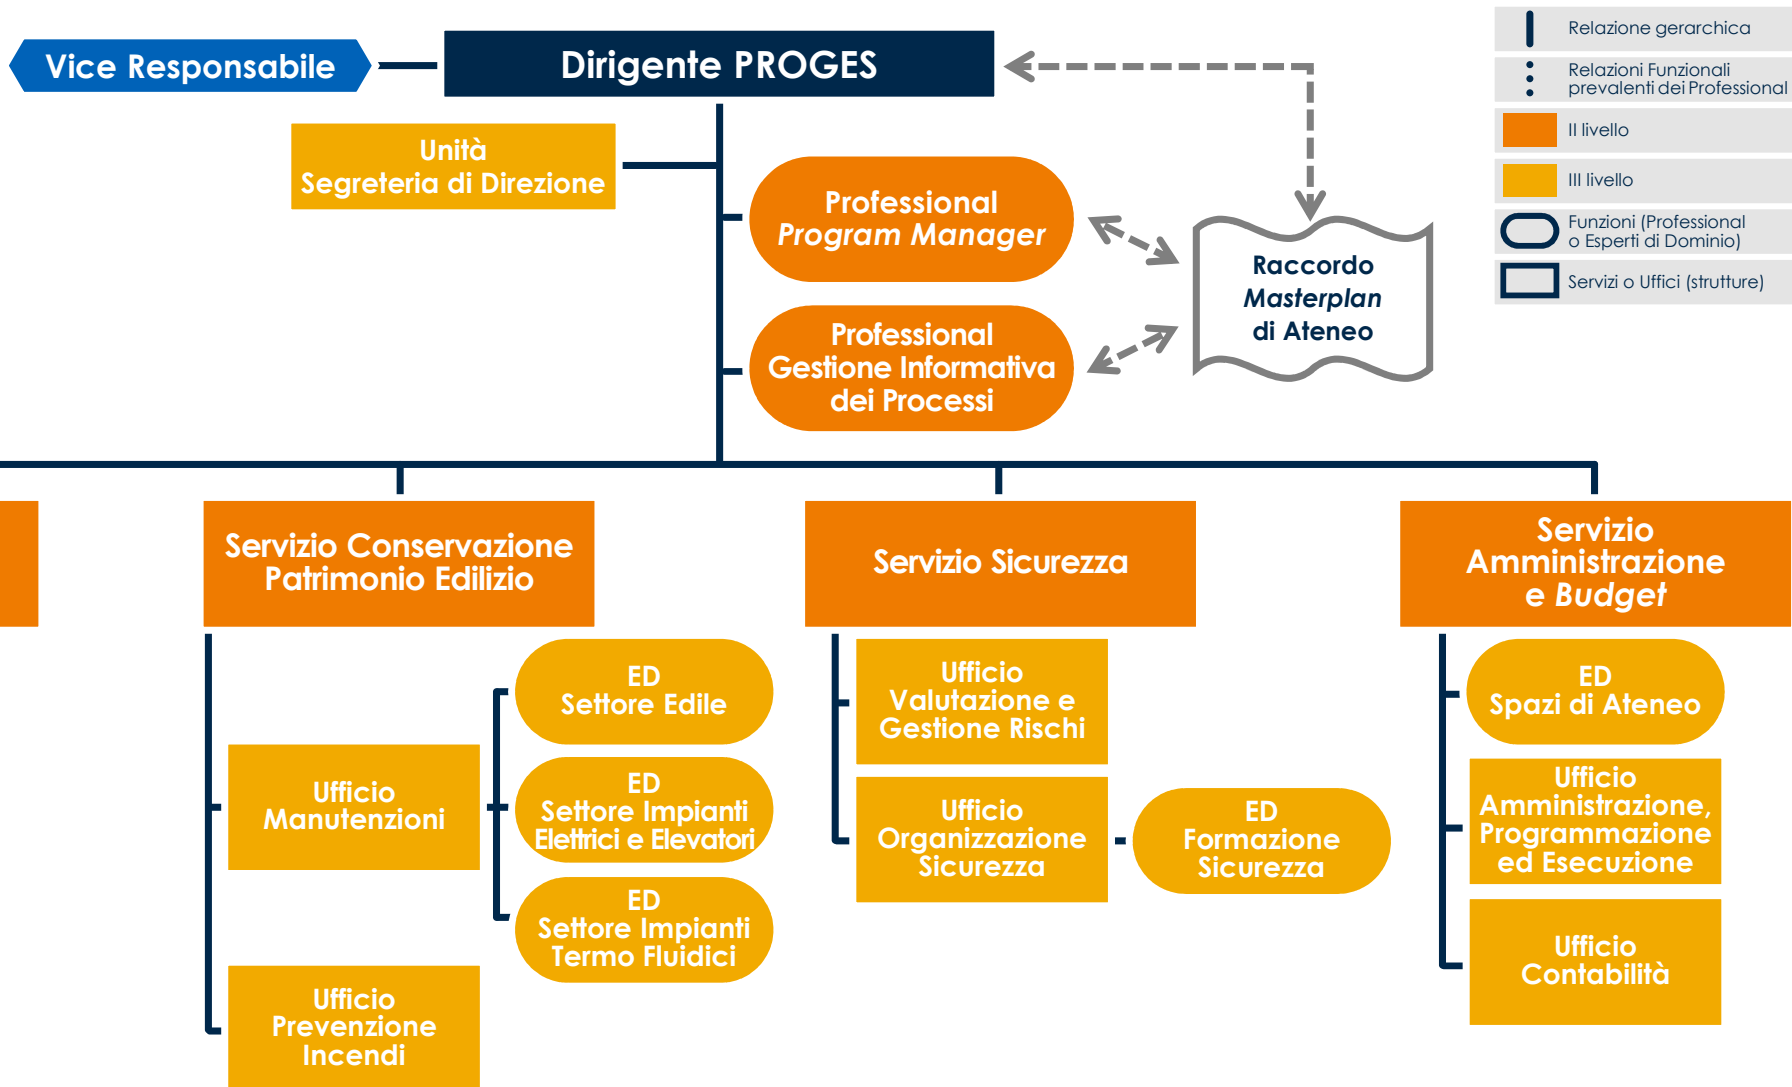 Vice Responsabile
Dirigente PROGES
Relazione gerarchica
Relazioni Funzionali
prevalenti dei Professional
II livello
III livello
Funzioni (Professional
o Esperti di Dominio)
Servizi o Uffici (strutture)
Unità
Segreteria di Direzione
Professional
Program Manager
Professional
Gestione Informativa
dei Processi
Raccordo
Masterplan
di Ateneo
Servizio Conservazione
Patrimonio Edilizio
Servizio Sicurezza
Servizio
Amministrazione
e Budget
Ufficio
Manutenzioni
ED
Settore Edile
ED
Settore Impianti
Elettrici e Elevatori
ED
Settore Impianti
Termo Fluidici
Ufficio
Prevenzione
Incendi
Ufficio
Valutazione e
Gestione Rischi
Ufficio
Organizzazione
Sicurezza
ED
Formazione
Sicurezza
ED
Spazi di Ateneo
Ufficio
Amministrazione,
Programmazione
ed Esecuzione
Ufficio
Contabilità